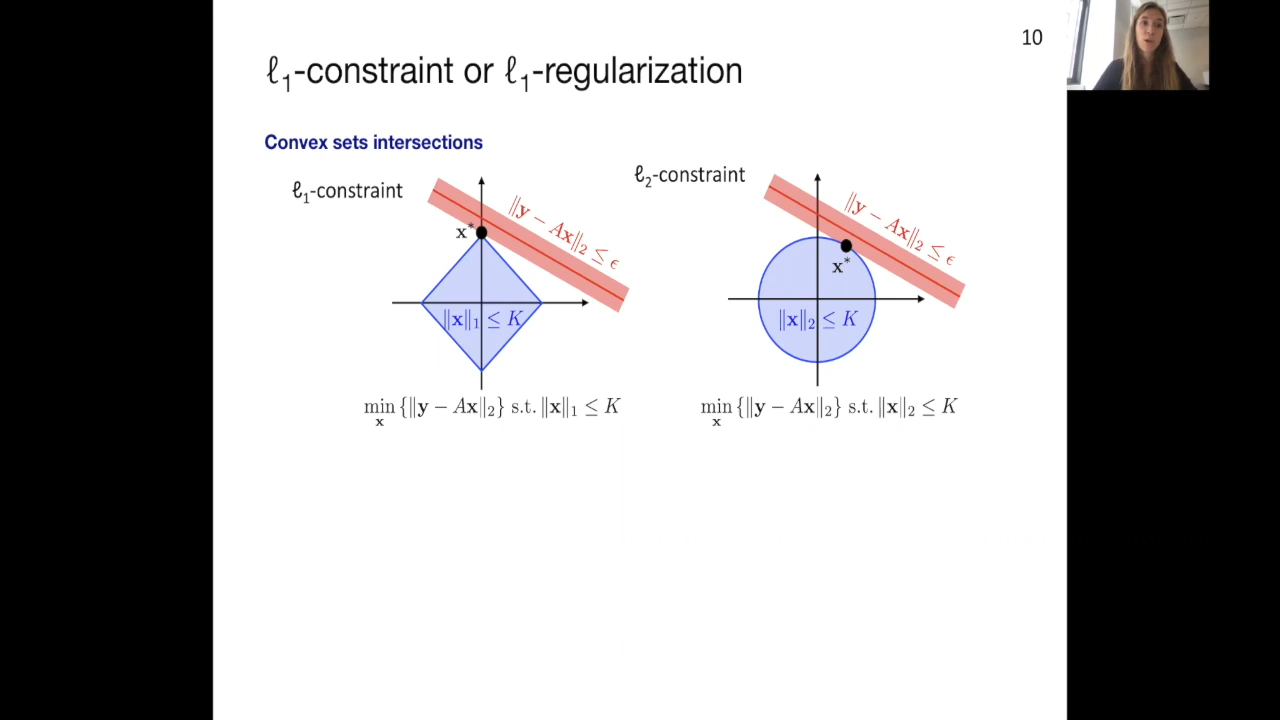 10
ℓ₁-constraint or ℓ₁-regularization
Convex sets intersections
ℓ₁-constraint
‖y − Ax‖₂ ≤ ϵ
x*
‖x‖₁ ≤ K
min {‖y − Ax‖₂} s.t. ‖x‖₁ ≤ K
x
ℓ₂-constraint
‖y − Ax‖₂ ≤ ϵ
x*
‖x‖₂ ≤ K
min {‖y − Ax‖₂} s.t. ‖x‖₂ ≤ K
x